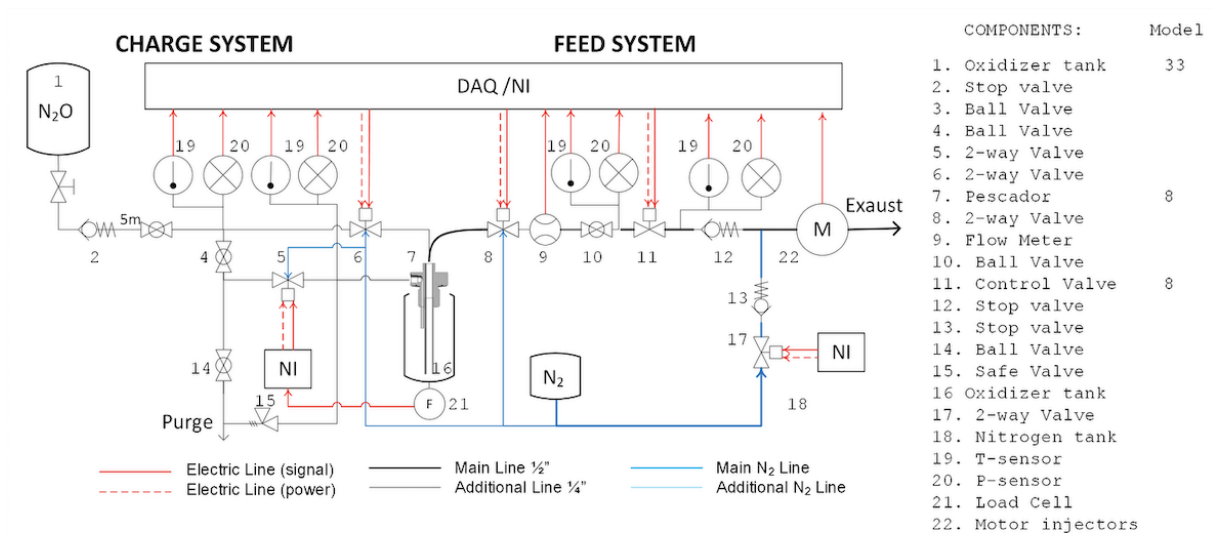 CHARGE SYSTEM
FEED SYSTEM
DAQ /NI
1
N₂O
19
20
19
20
19
20
19
20
5m
Exaust
M
2
4
5
6
7
8
9
10
11
12
22
13
17
NI
14
NI
16
N₂
15
F
21
18
Purge
Electric Line (signal)
Electric Line (power)
Main Line ½”
Additional Line ¼”
Main N₂ Line
Additional N₂ Line
COMPONENTS: Model
1. Oxidizer tank 33
2. Stop valve
3. Ball Valve
4. Ball Valve
5. 2-way Valve
6. 2-way Valve
7. Pescador 8
8. 2-way Valve
9. Flow Meter
10. Ball Valve
11. Control Valve 8
12. Stop valve
13. Stop valve
14. Ball Valve
15. Safe Valve
16 Oxidizer tank
17. 2-way Valve
18. Nitrogen tank
19. T-sensor
20. P-sensor
21. Load Cell
22. Motor injectors